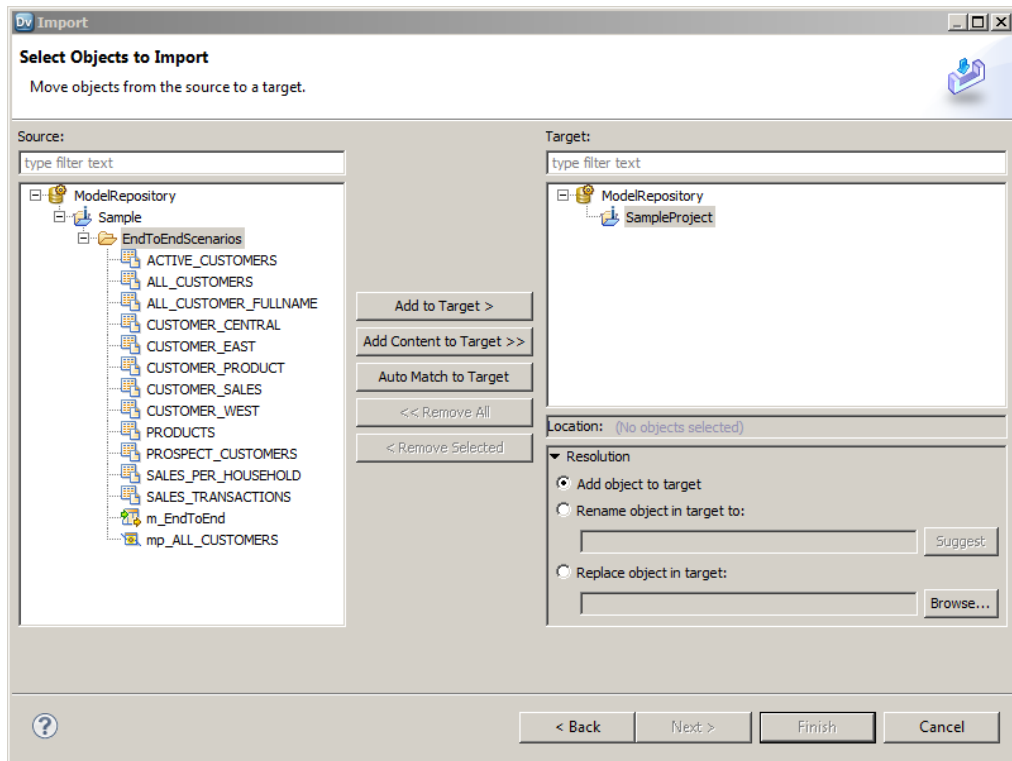 Dv Import
Select Objects to Import
Move objects from the source to a target.
Source:
type filter text
ModelRepository
Sample
EndToEndScenarios
ACTIVE_CUSTOMERS
ALL_CUSTOMERS
ALL_CUSTOMER_FULLNAME
CUSTOMER_CENTRAL
CUSTOMER_EAST
CUSTOMER_PRODUCT
CUSTOMER_SALES
CUSTOMER_WEST
PRODUCTS
PROSPECT_CUSTOMERS
SALES_PER_HOUSEHOLD
SALES_TRANSACTIONS
m_EndToEnd
mp_ALL_CUSTOMERS
Add to Target >
Add Content to Target >>
Auto Match to Target
<< Remove All
< Remove Selected
Target:
type filter text
ModelRepository
SampleProject
Location: (No objects selected)
Resolution
Add object to target
Rename object in target to:
Suggest
Replace object in target:
Browse...
?
< Back
Next >
Finish
Cancel